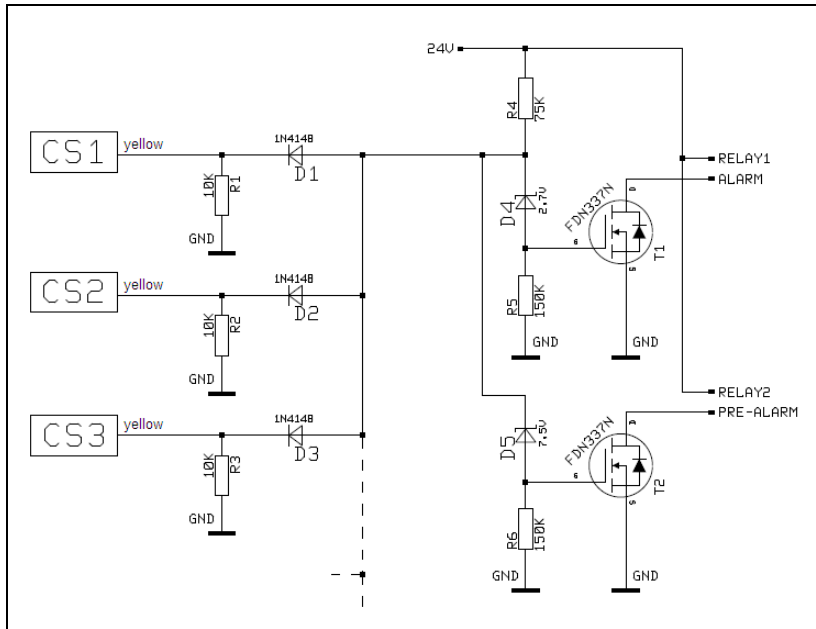 24V
R4
75K
CS1
yellow
1N4148
D1
10K
R1
GND
RELAY1
ALARM
D4
2.7V
FDN337N
D
G
S
T1
R5
150K
GND
GND
CS2
yellow
1N4148
D2
10K
R2
GND
RELAY2
PRE-ALARM
CS3
yellow
1N4148
D3
10K
R3
GND
D5
7.5V
FDN337N
D
G
S
T2
R6
150K
GND
GND